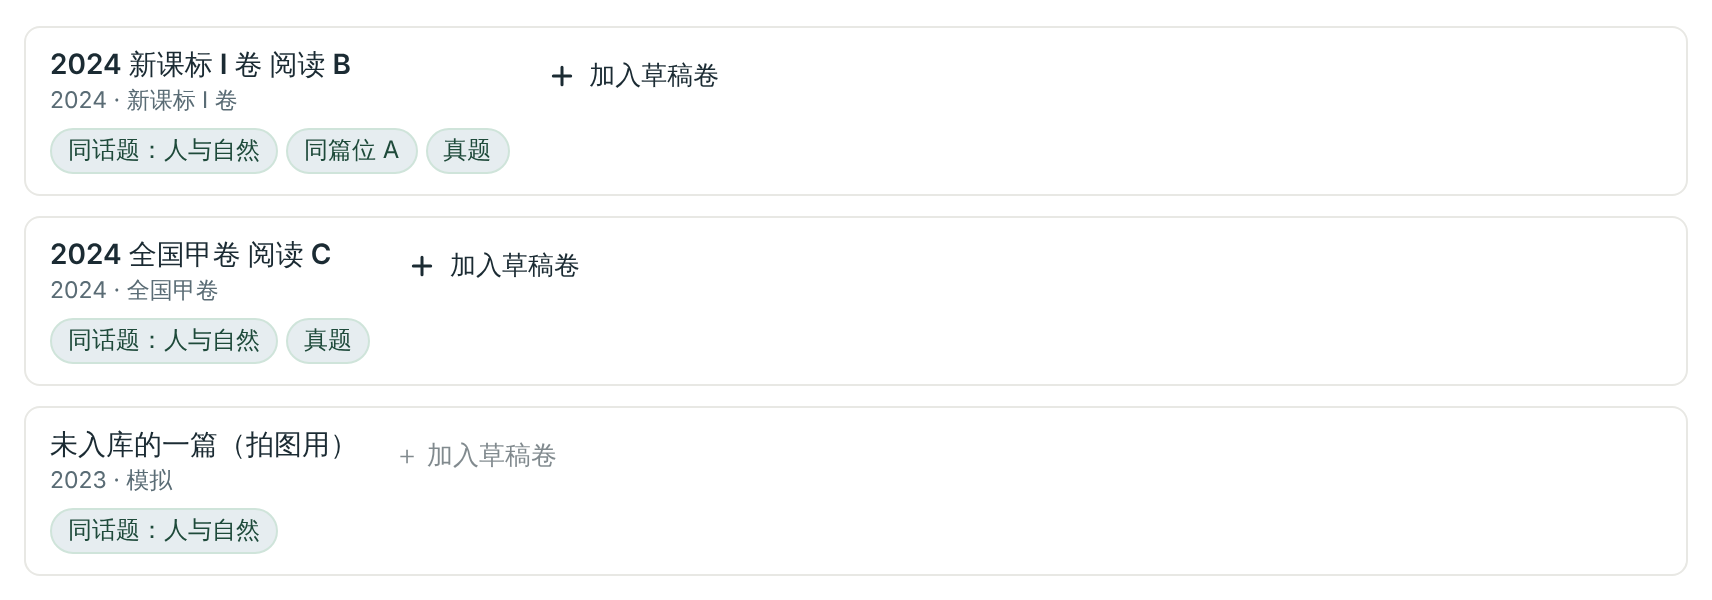 2024 新课标 I 卷 阅读 B
+ 加入草稿卷
2024 · 新课标 I 卷
同话题：人与自然 同篇位 A 真题
2024 全国甲卷 阅读 C
+ 加入草稿卷
2024 · 全国甲卷
同话题：人与自然 真题
未入库的一篇（拍图用）
+ 加入草稿卷
2023 · 模拟
同话题：人与自然